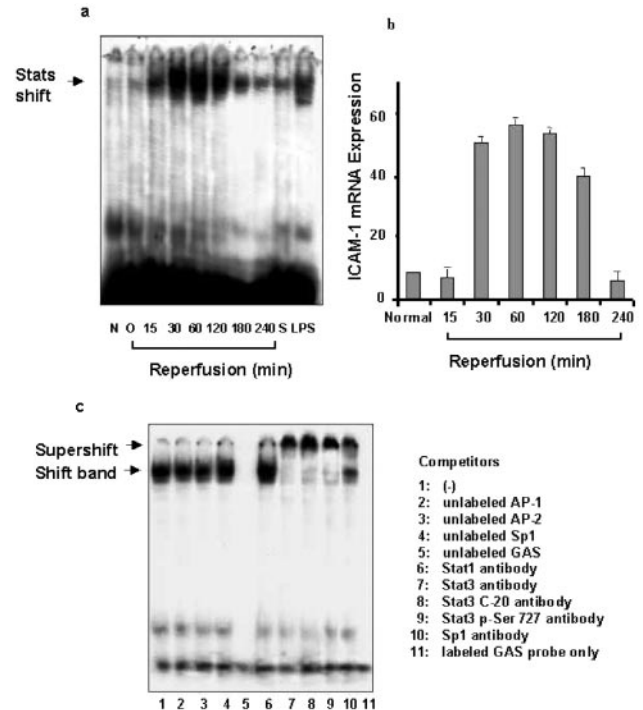 a
Stats
shift
N O 15 30 60 120 180 240 S LPS
Reperfusion (min)
b
ICAM-1 mRNA Expression
60
40
20
0
Normal 15 30 60 120 180 240
Reperfusion (min)
c
Supershift
Shift band
1 2 3 4 5 6 7 8 9 10 11
Competitors
1: (-)
2: unlabeled AP-1
3: unlabeled AP-2
4: unlabeled Sp1
5: unlabeled GAS
6: Stat1 antibody
7: Stat3 antibody
8: Stat3 C-20 antibody
9: Stat3 p-Ser 727 antibody
10: Sp1 antibody
11: labeled GAS probe only